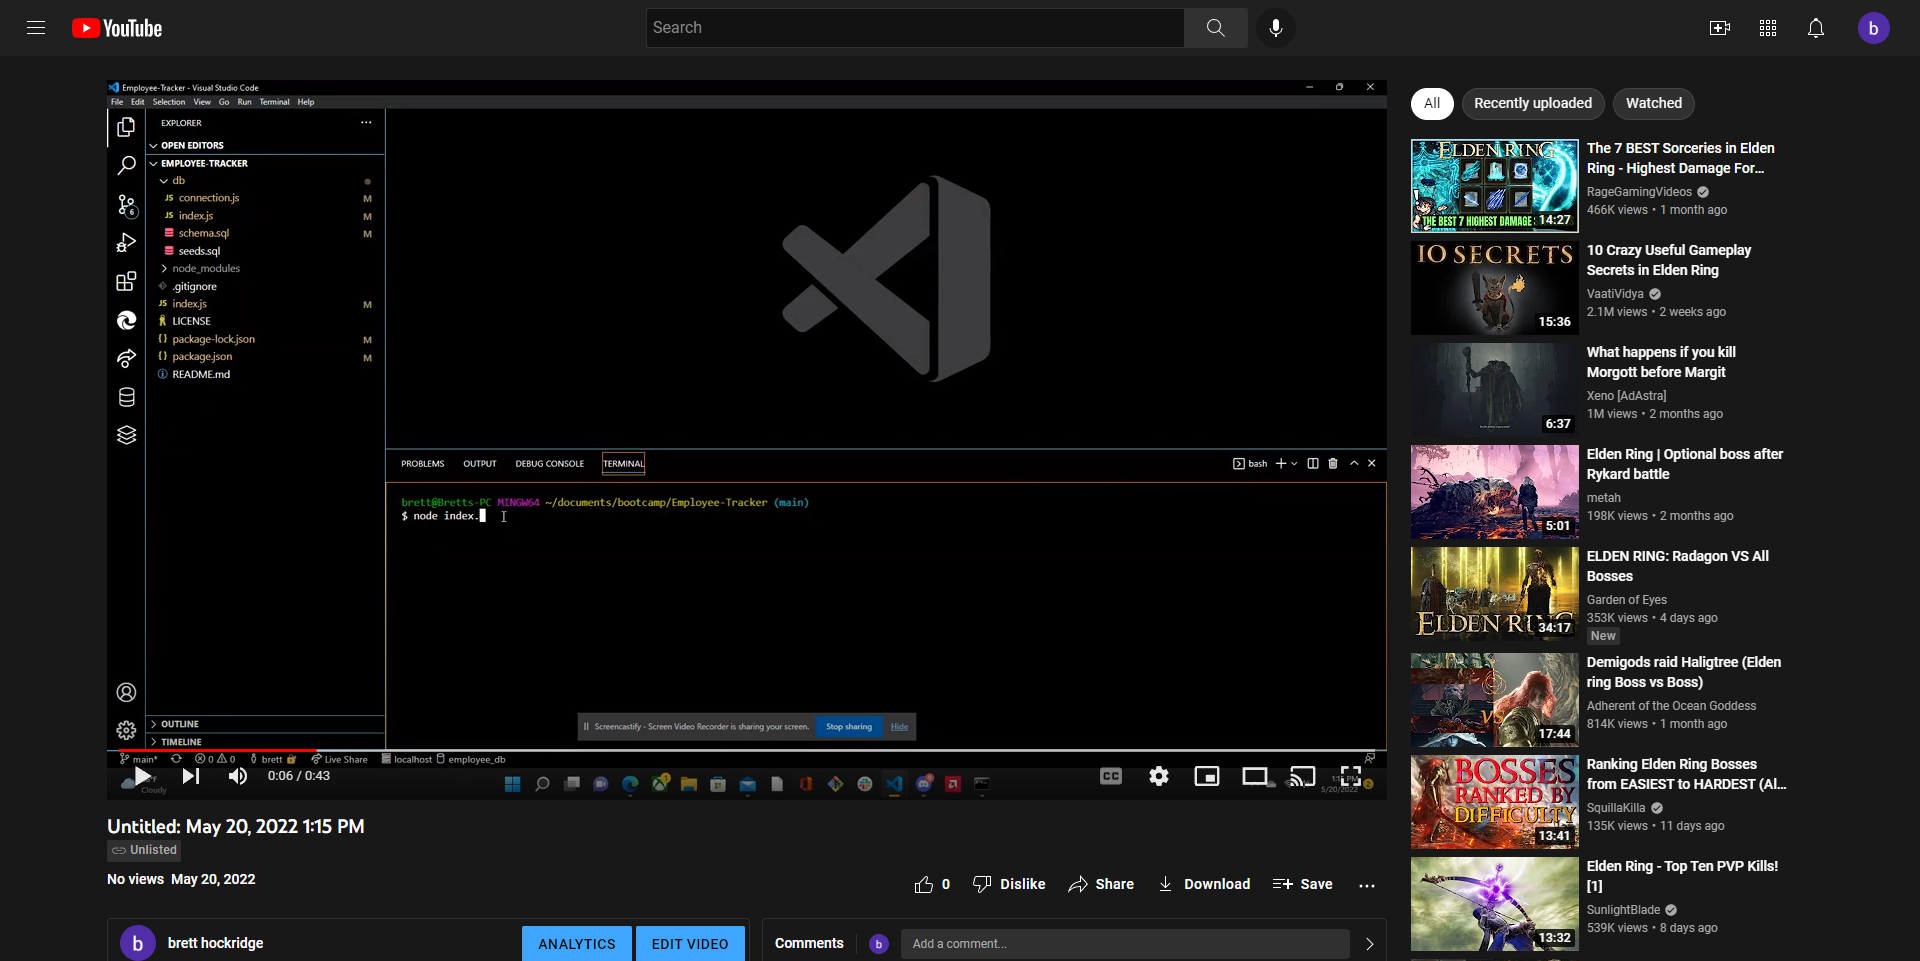 YouTube
Search
b
Employee-Tracker - Visual Studio Code
File Edit Selection View Go Run Terminal Help
EXPLORER
OPEN EDITORS
EMPLOYEE-TRACKER
db
JS connection.js M
JS index.js M
schema.sql M
seeds.sql
node_modules
.gitignore
JS index.js M
LICENSE
{} package-lock.json M
{} package.json M
README.md
6
PROBLEMS OUTPUT DEBUG CONSOLE TERMINAL
bash
brett@Bretts-PC MINGW64 ~/documents/bootcamp/Employee-Tracker (main)
$ node index.
OUTLINE
TIMELINE
Screencastify - Screen Video Recorder is sharing your screen. Stop sharing Hide
main* 0 0 brett Live Share localhost employee_db
0:06 / 0:43
CC
Cloudy
5/20/2022
Untitled: May 20, 2022 1:15 PM
Unlisted
No views May 20, 2022
0 Dislike Share Download Save
b brett hockridge
ANALYTICS EDIT VIDEO
Comments b Add a comment...
All Recently uploaded Watched
ELDEN RING
THE BEST 7 HIGHEST DAMAGE
14:27
The 7 BEST Sorceries in Elden
Ring - Highest Damage For...
RageGamingVideos
466K views • 1 month ago
10 SECRETS
15:36
10 Crazy Useful Gameplay
Secrets in Elden Ring
VaatiVidya
2.1M views • 2 weeks ago
6:37
What happens if you kill
Morgott before Margit
Xeno [AdAstra]
1M views • 2 months ago
5:01
Elden Ring | Optional boss after
Rykard battle
metah
198K views • 2 months ago
ELDEN RING
34:17
ELDEN RING: Radagon VS All
Bosses
Garden of Eyes
353K views • 4 days ago
New
VS
17:44
Demigods raid Haligtree (Elden
ring Boss vs Boss)
Adherent of the Ocean Goddess
814K views • 1 month ago
BOSSES
RANKED BY
DIFFICULTY
13:41
Ranking Elden Ring Bosses
from EASIEST to HARDEST (Al...
SquillaKilla
135K views • 11 days ago
13:32
Elden Ring - Top Ten PVP Kills!
[1]
SunlightBlade
539K views • 8 days ago